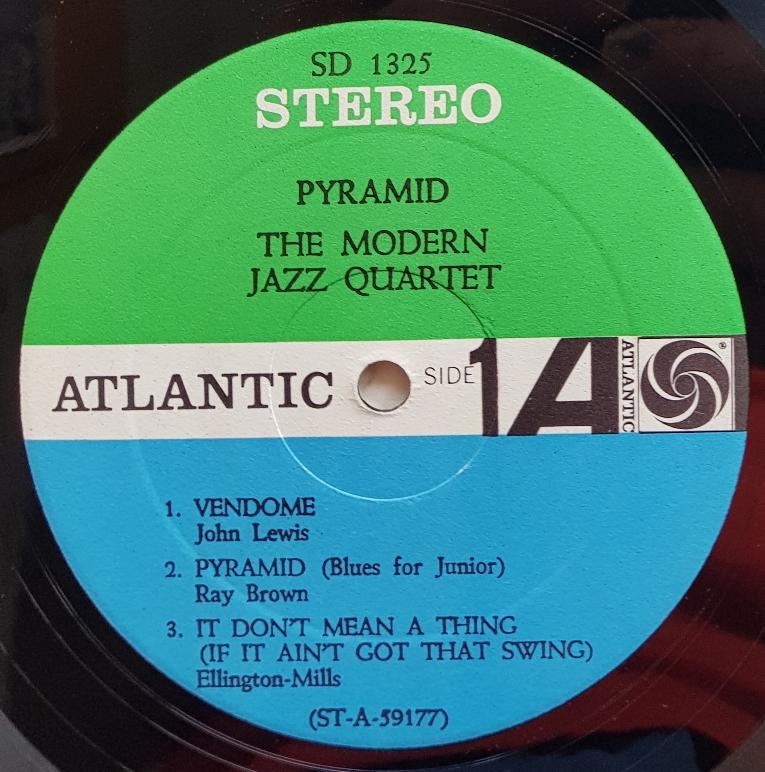 SD 1325
STEREO
PYRAMID
THE MODERN
JAZZ QUARTET
ATLANTIC
SIDE 1
A
ATLANTIC
®
1. VENDOME
John Lewis
2. PYRAMID (Blues for Junior)
Ray Brown
3. IT DON'T MEAN A THING
(IF IT AIN'T GOT THAT SWING)
Ellington-Mills
(ST-A-59177)